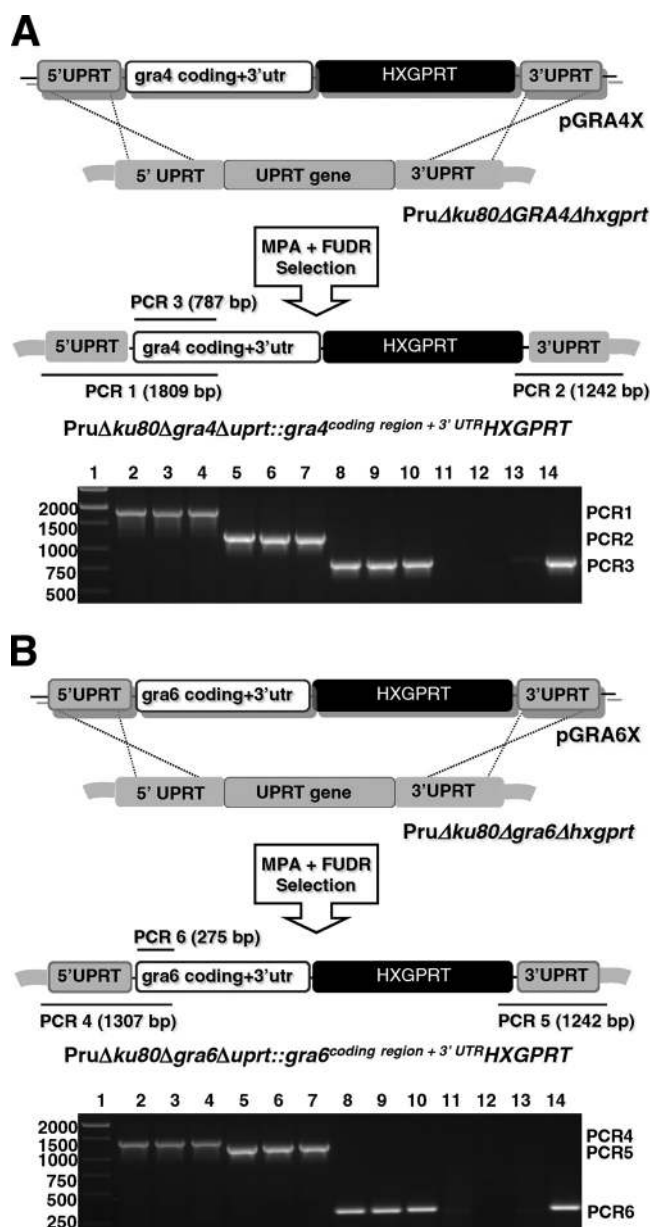 A
5'UPRT gra4 coding+3'utr HXGPRT 3'UPRT
pGRA4X
5' UPRT UPRT gene 3'UPRT
PruΔku80ΔGRA4Δhxgprt
MPA + FUDR
Selection
PCR 3 (787 bp)
5'UPRT gra4 coding+3'utr HXGPRT 3'UPRT
PCR 1 (1809 bp) PCR 2 (1242 bp)
PruΔku80Δgra4Δuprt::gra4coding region + 3' UTRHXGPRT
1 2 3 4 5 6 7 8 9 10 11 12 13 14
2000 PCR1
1500
PCR2
1000
750 PCR3
500
B
5'UPRT gra6 coding+3'utr HXGPRT 3'UPRT
pGRA6X
5' UPRT UPRT gene 3'UPRT
PruΔku80Δgra6Δhxgprt
MPA + FUDR
Selection
PCR 6 (275 bp)
5'UPRT gra6 coding+3'utr HXGPRT 3'UPRT
PCR 4 (1307 bp) PCR 5 (1242 bp)
PruΔku80Δgra6Δuprt::gra6coding region + 3' UTRHXGPRT
1 2 3 4 5 6 7 8 9 10 11 12 13 14
2000
1500 PCR4
1000 PCR5
750
500
250 PCR6